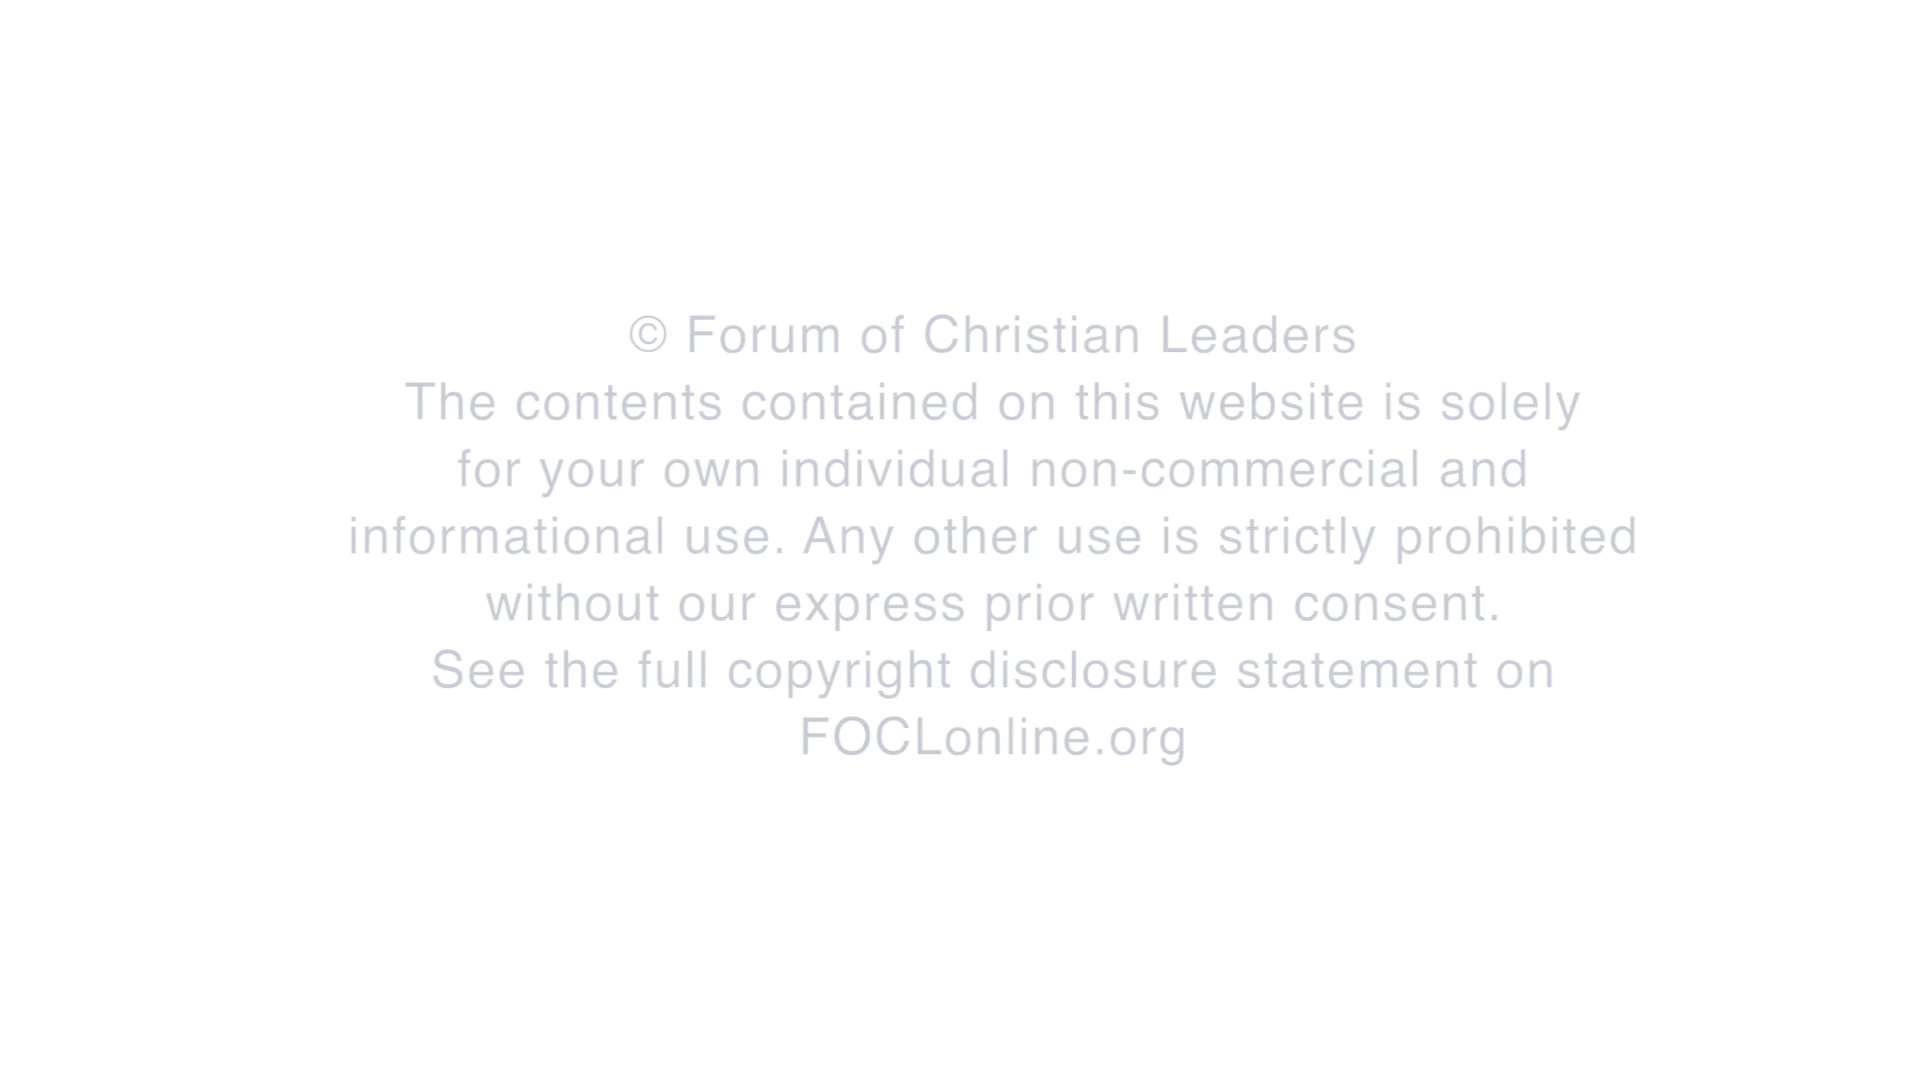 © Forum of Christian Leaders
The contents contained on this website is solely
for your own individual non-commercial and
informational use. Any other use is strictly prohibited
without our express prior written consent.
See the full copyright disclosure statement on
FOCLonline.org